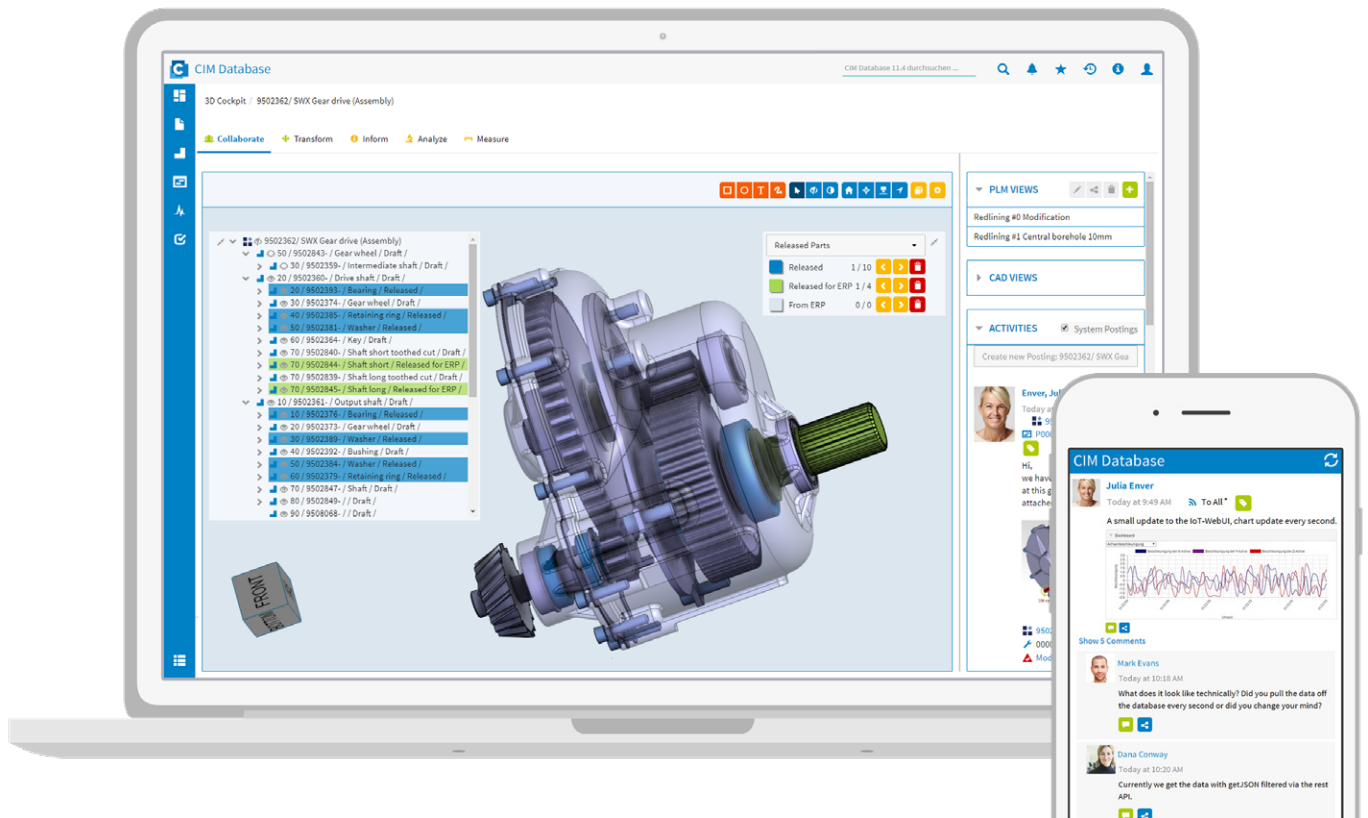 CIM Database
CIM Database 11.4 durchsuchen ...
3D Cockpit / 9502362/ SWX Gear drive (Assembly)
Collaborate Transform Inform Analyze Measure
T
9502362/ SWX Gear drive (Assembly)
50 / 9502843- / Gear wheel / Draft /
30 / 9502359- / Intermediate shaft / Draft /
20 / 9502360- / Drive shaft / Draft /
20 / 9502393- / Bearing / Released /
30 / 9502374- / Gear wheel / Draft /
40 / 9502385- / Retaining ring / Released /
50 / 9502381- / Washer / Released /
60 / 9502364- / Key / Draft /
70 / 9502840- / Shaft short toothed cut / Draft /
70 / 9502844- / Shaft short / Released for ERP /
70 / 9502839- / Shaft long toothed cut / Draft /
70 / 9502845- / Shaft long / Released for ERP /
10 / 9502361- / Output shaft / Draft /
10 / 9502376- / Bearing / Released /
20 / 9502373- / Gear wheel / Draft /
30 / 9502389- / Washer / Released /
40 / 9502392- / Bushing / Draft /
50 / 9502384- / Washer / Released /
60 / 9502379- / Retaining ring / Released /
70 / 9502847- / Shaft / Draft /
80 / 9502849- / / Draft /
90 / 9508068- / / Draft /
Released Parts
Released 1 / 10
Released for ERP 1 / 4
From ERP 0 / 0
FRONT
PLM VIEWS
Redlining #0 Modification
Redlining #1 Central borehole 10mm
CAD VIEWS
ACTIVITIES System Postings
Create new Posting: 9502362/ SWX Gea
Enver, Jul
Today a
P00
Hi,
we hav
at this g
attache
950
000
Mod
CIM Database
Julia Enver
Today at 9:49 AM To All
A small update to the IoT-WebUI, chart update every second.
Dashboard
Show 5 Comments
Mark Evans
Today at 10:18 AM
What does it look like technically? Did you pull the data off
the database every second or did you change your mind?
Dana Conway
Today at 10:20 AM
Currently we get the data with getJSON filtered via the rest
API.